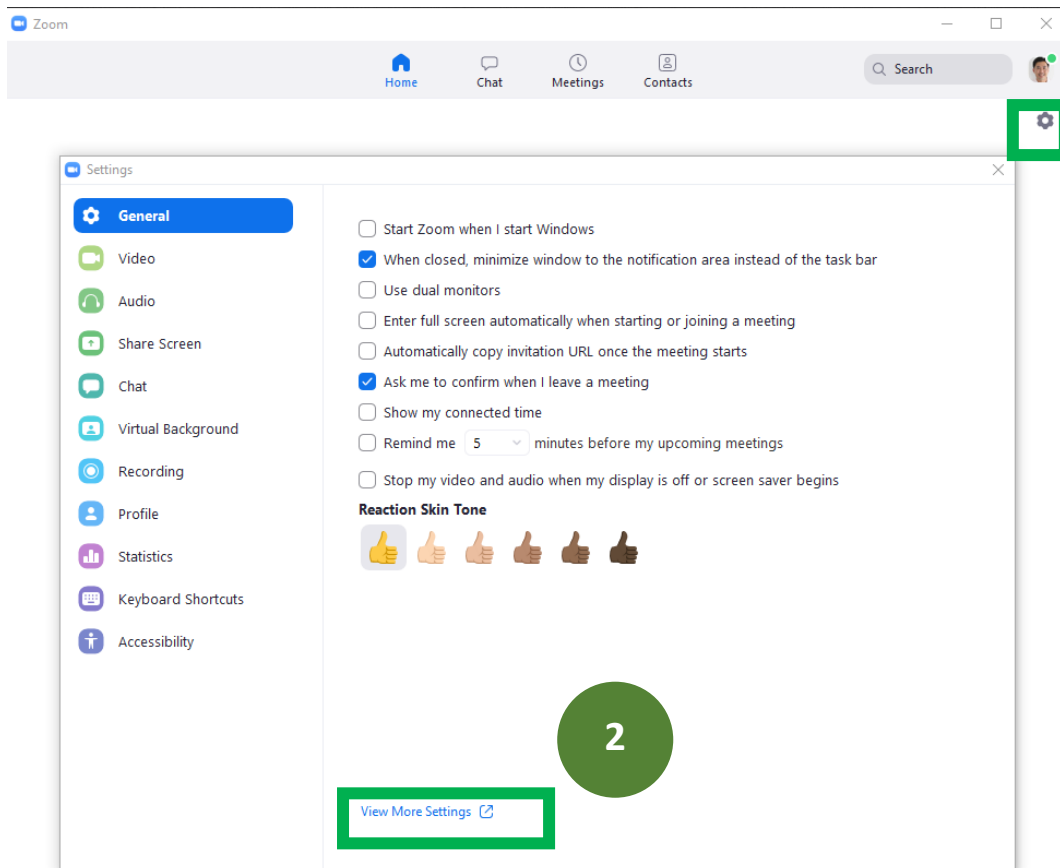 Zoom
Home Chat Meetings Contacts
Search
Settings
General
Video
Audio
Share Screen
Chat
Virtual Background
Recording
Profile
Statistics
Keyboard Shortcuts
Accessibility
Start Zoom when I start Windows
When closed, minimize window to the notification area instead of the task bar
Use dual monitors
Enter full screen automatically when starting or joining a meeting
Automatically copy invitation URL once the meeting starts
Ask me to confirm when I leave a meeting
Show my connected time
Remind me 5 minutes before my upcoming meetings
Stop my video and audio when my display is off or screen saver begins
Reaction Skin Tone
2
View More Settings